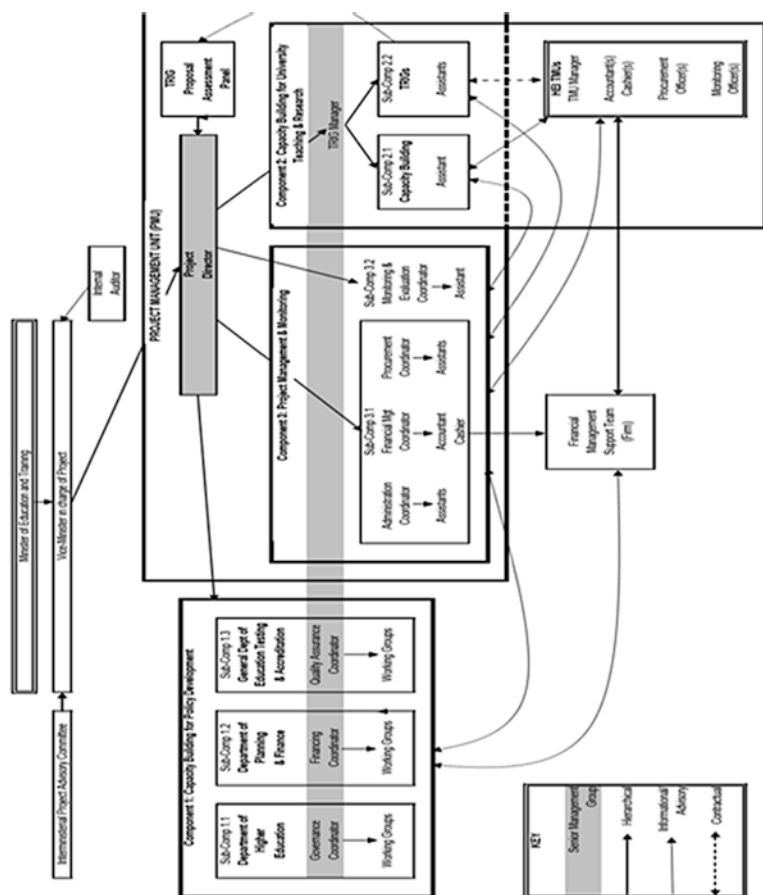 Minister of Education and Training
Interministerial Project Advisory Committee
Vice-Minister in charge of Project
Internal
Auditor
PROJECT MANAGEMENT UNIT (PMU)
Project
Director
TRIG
Proposal
Assessment
Panel
Component 1: Capacity Building for Policy Development
Sub-Comp 1.1
Department of
Higher
Education
Governance
Coordinator
Working Groups
Sub-Comp 1.2
Department of
Planning
& Finance
Financing
Coordinator
Working Groups
Sub-Comp 1.3
General Dept of
Education Testing
& Accreditation
Quality Assurance
Coordinator
Working Groups
Component 3: Project Management & Monitoring
Administration
Coordinator
Assistants
Sub-Comp 3.1
Financial Mgt
Coordinator
Accountant
Cashier
Procurement
Coordinator
Assistants
Sub-Comp 3.2
Monitoring &
Evaluation
Coordinator
Assistant
Component 2: Capacity Building for University
Teaching & Research
TRIG Manager
Sub-Comp 2.1
Capacity Building
Assistant
Sub-Comp 2.2
TRIGs
Assistants
Financial Management
Support Team
(Firm)
HEI TMUs
TMU Manager
Accountant(s)
Cashier(s)
Procurement
Officer(s)
Monitoring
Officer(s)
KEY
Senior Management
Group
Hierarchical
Informational/
Advisory
Contractual